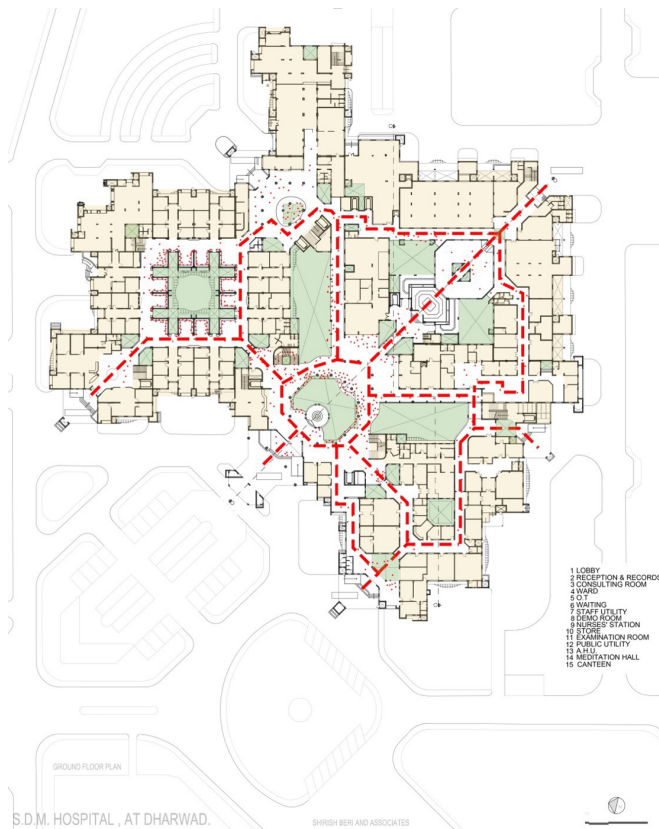 1 LOBBY
2 RECEPTION & RECORDS
3 CONSULTING ROOM
4 WARD
5 O.T
6 WAITING
7 STAFF UTILITY
8 DEMO ROOM
9 NURSES' STATION
10 STORE
11 EXAMINATION ROOM
12 PUBLIC UTILITY
13 A.H.U.
14 MEDITATION HALL
15 CANTEEN
GROUND FLOOR PLAN
S.D.M. HOSPITAL , AT DHARWAD.
SHIRISH BERI AND ASSOCIATES